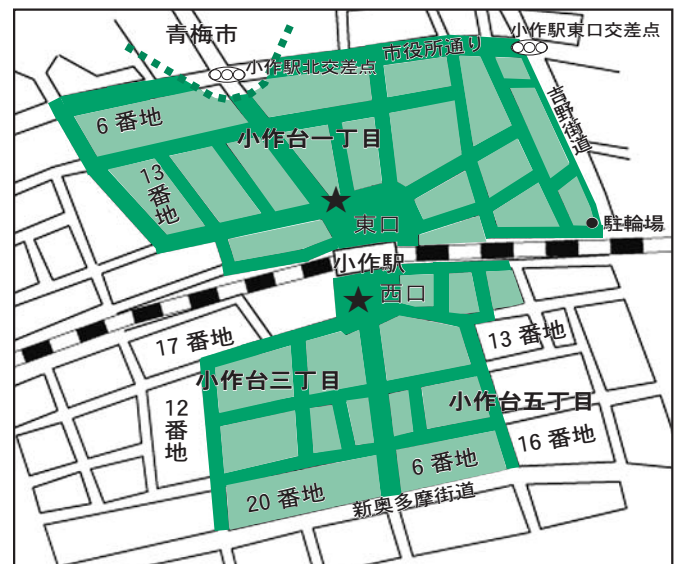 青梅市
小作駅東口交差点
市役所通り
小作駅北交差点
吉野街道
6 番地
小作台一丁目
13
番
地
東口
駐輪場
小作駅
西口
17 番地
13 番地
小作台三丁目
小作台五丁目
12
番
地
16 番地
6 番地
20 番地
新奥多摩街道